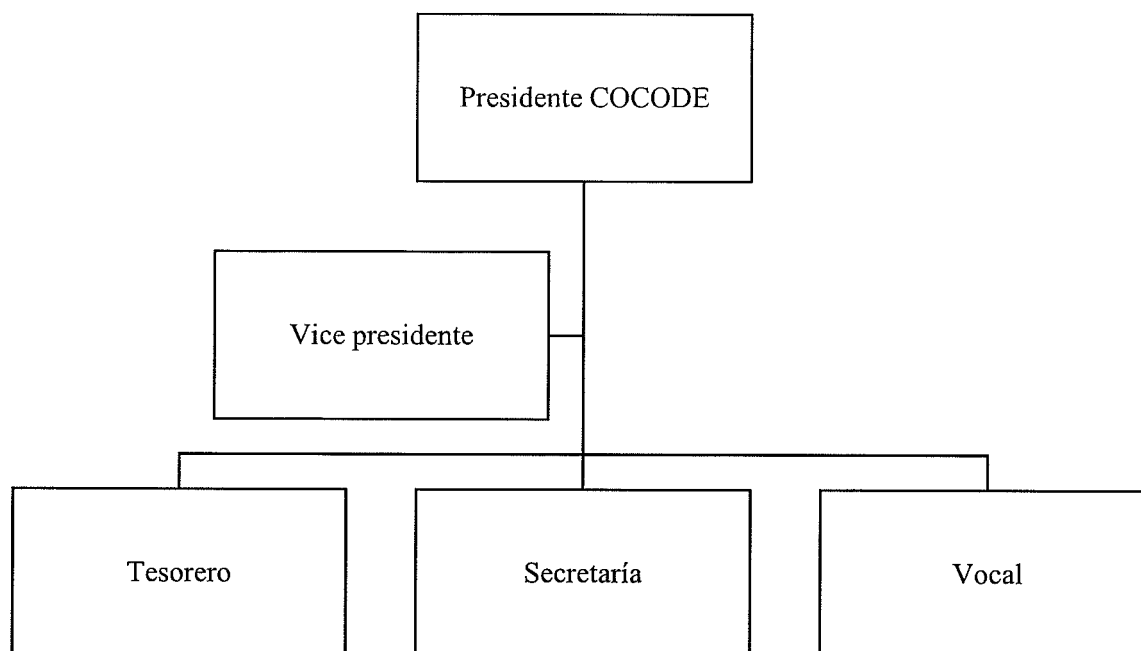 Presidente COCODE
Vice presidente
Tesorero
Secretaría
Vocal